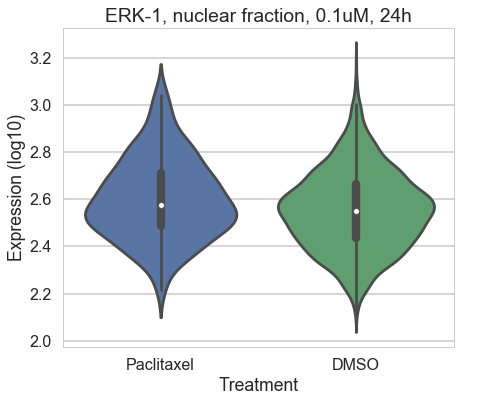 ERK-1, nuclear fraction, 0.1uM, 24h
Expression (log10)
3.2
3.0
2.8
2.6
2.4
2.2
2.0
Paclitaxel DMSO
Treatment